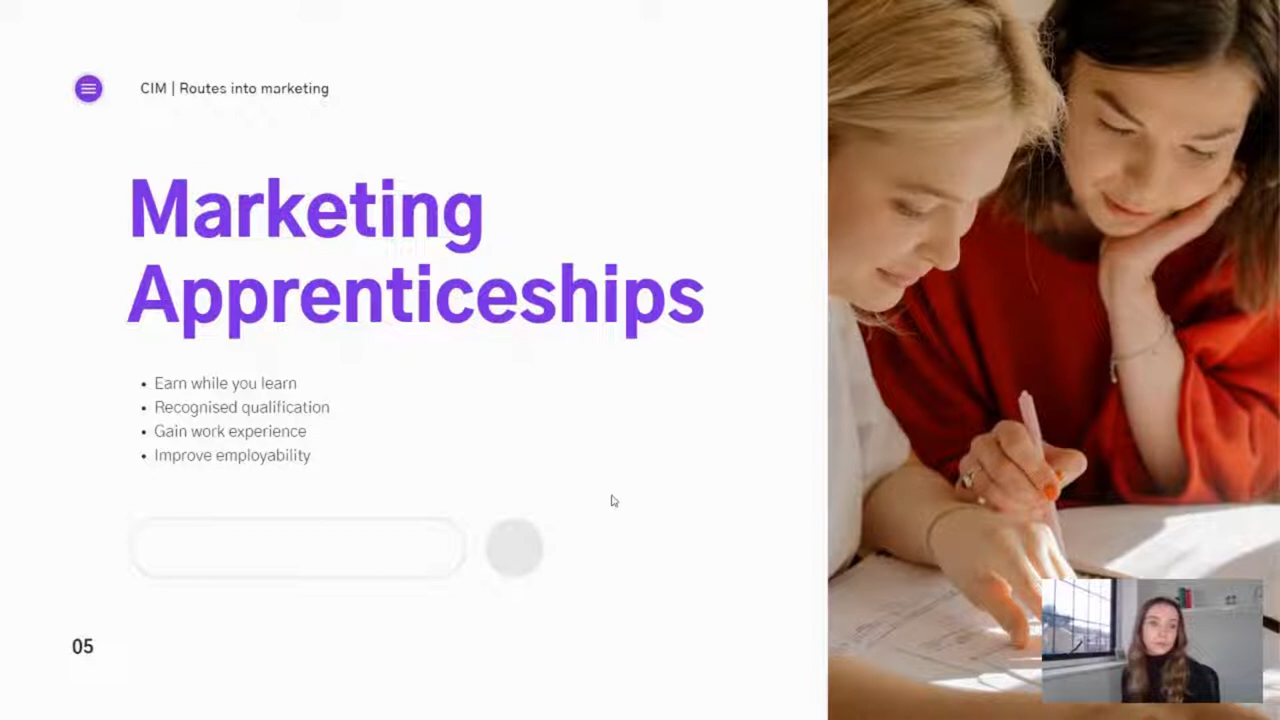 CIM | Routes into marketing
Marketing
Apprenticeships
• Earn while you learn
• Recognised qualification
• Gain work experience
• Improve employability
05